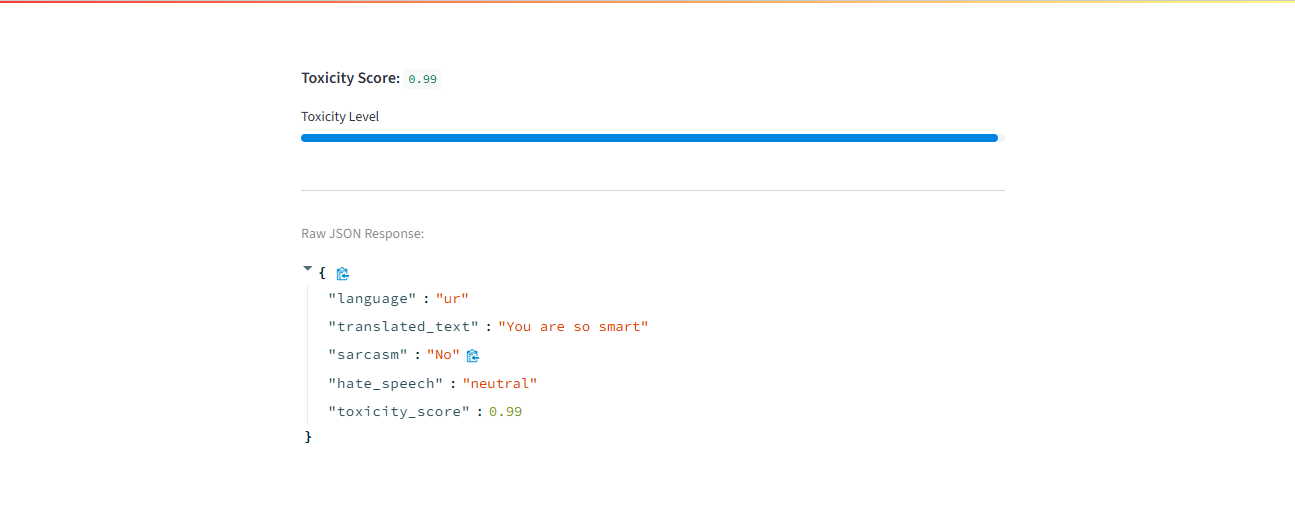 Toxicity Score: 0.99
Toxicity Level
Raw JSON Response:
{
"language" : "ur"
"translated_text" : "You are so smart"
"sarcasm" : "No"
"hate_speech" : "neutral"
"toxicity_score" : 0.99
}